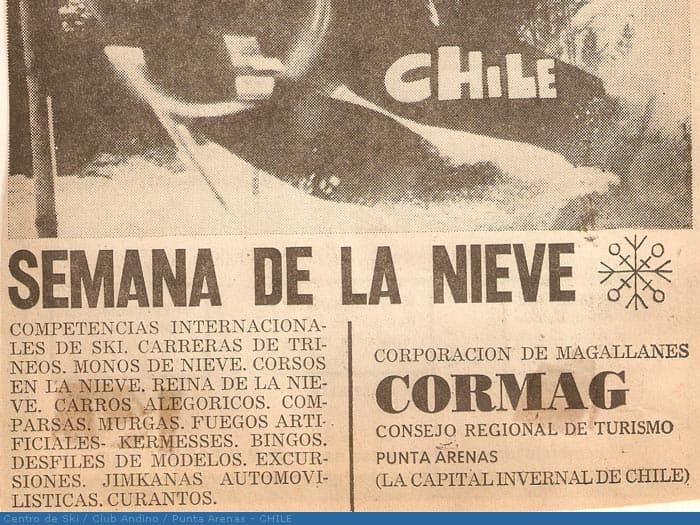 CHILE
SEMANA DE LA NIEVE
COMPETENCIAS INTERNACIONA-
LES DE SKI. CARRERAS DE TRI-
NEOS. MONOS DE NIEVE. CORSOS
EN LA NIEVE. REINA DE LA NIE-
VE. CARROS ALEGORICOS. COM-
PARSAS. MURGAS. FUEGOS ARTI-
FICIALES- KERMESSES. BINGOS.
DESFILES DE MODELOS. EXCUR-
SIONES. JIMKANAS AUTOMOVI-
LISTICAS. CURANTOS.
CORPORACION DE MAGALLANES
CORMAG
CONSEJO REGIONAL DE TURISMO
PUNTA ARENAS
(LA CAPITAL INVERNAL DE CHILE)
Centro de Ski / Club Andino / Punta Arenas - CHILE